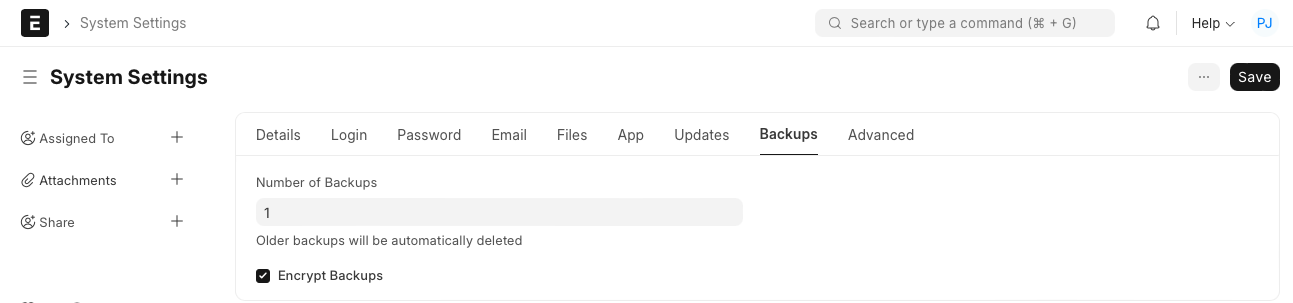 E System Settings Search or type a command (⌘ + G) Help PJ
System Settings ... Save
Assigned To
Attachments
Share
Details Login Password Email Files App Updates Backups Advanced
Number of Backups
1
Older backups will be automatically deleted
Encrypt Backups